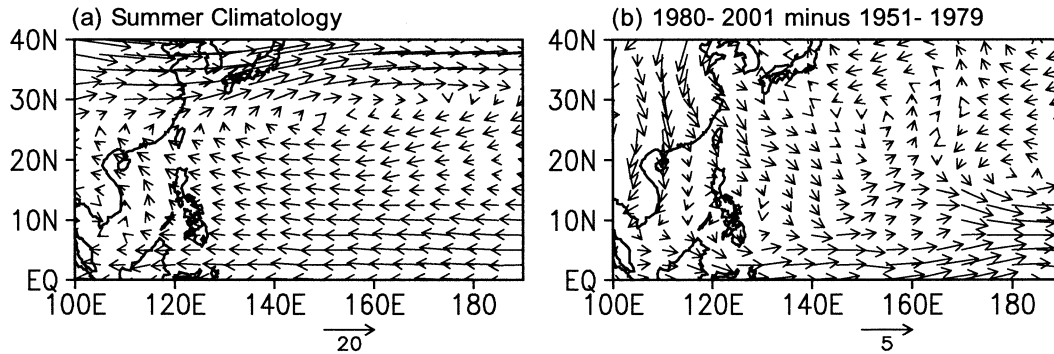 (a) Summer Climatology
40N
30N
20N
10N
EQ
100E 120E 140E 160E 180
20
(b) 1980- 2001 minus 1951- 1979
40N
30N
20N
10N
EQ
100E 120E 140E 160E 180
5